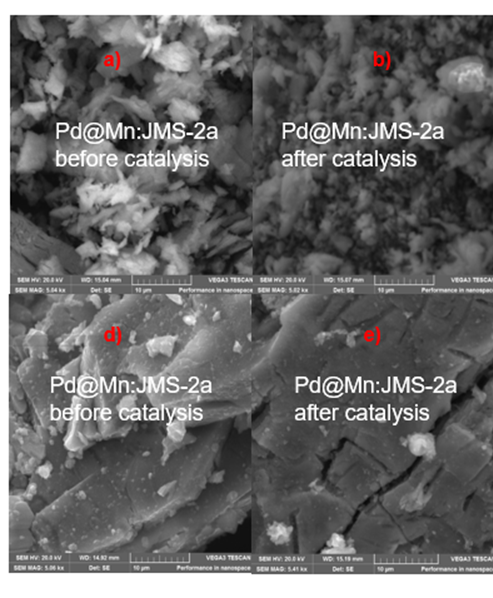 a)
Pd@Mn:JMS-2a
before catalysis
SEM HV: 20.0 kV WD: 15.04 mm VEGA3 TESCAN
SEM MAG: 5.04 kx Det: SE 10 µm Performance in nanospace
b)
Pd@Mn:JMS-2a
after catalysis
SEM HV: 20.0 kV WD: 15.07 mm VEGA3 TESCAN
SEM MAG: 5.02 kx Det: SE 10 µm Performance in nanospac
d)
Pd@Mn:JMS-2a
before catalysis
SEM HV: 20.0 kV WD: 14.92 mm VEGA3 TESCAN
SEM MAG: 5.06 kx Det: SE 10 µm Performance in nanospace
e)
Pd@Mn:JMS-2a
after catalysis
SEM HV: 20.0 kV WD: 15.19 mm VEGA3 TESCAN
SEM MAG: 5.41 kx Det: SE 10 µm Performance in nanospac